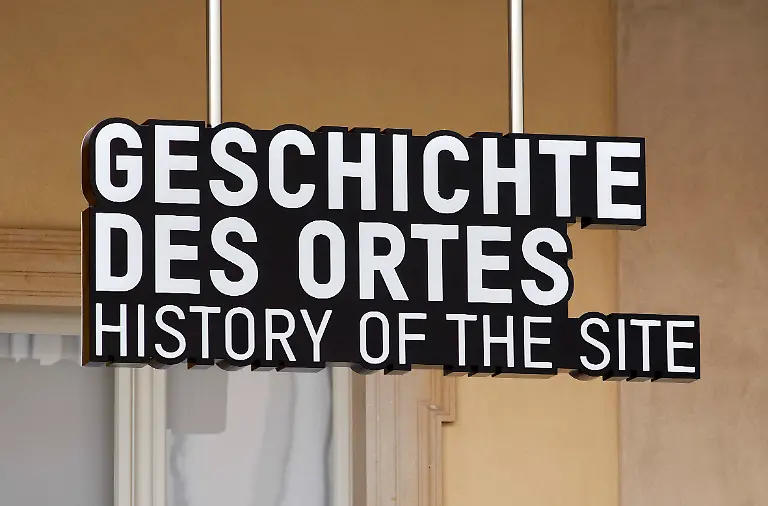 GESCHICHTE
DES ORTES
HISTORY OF THE SITE